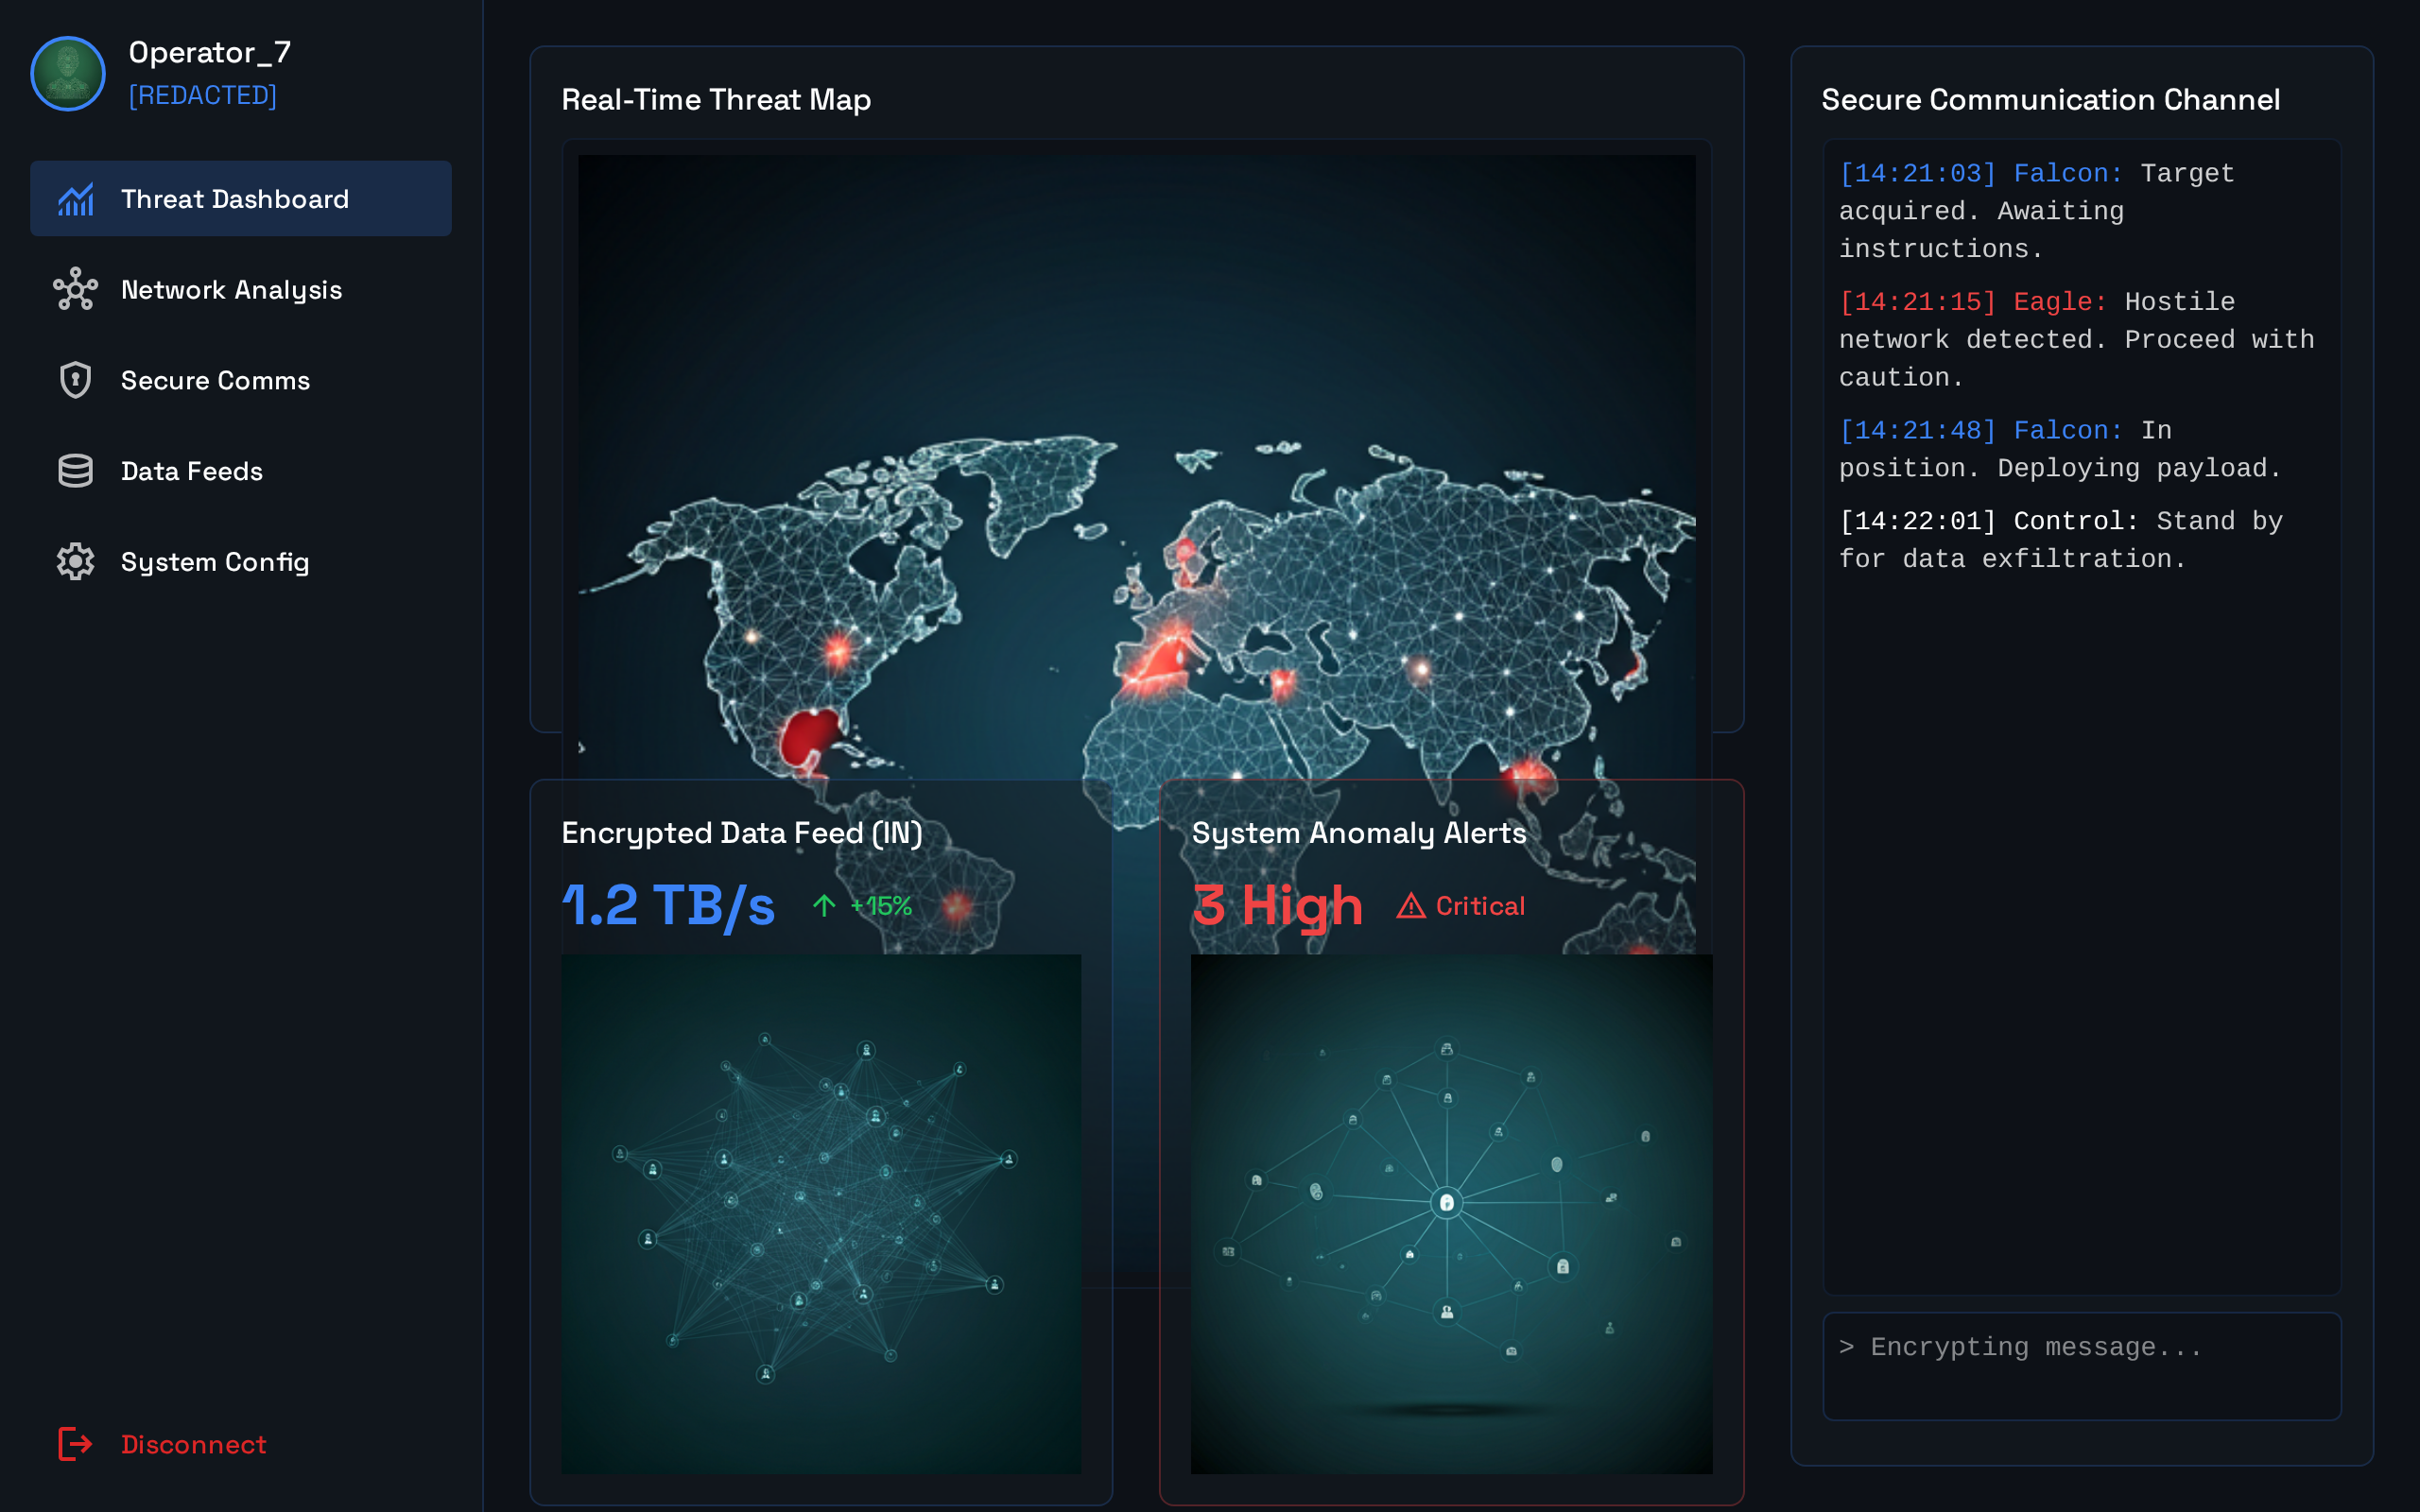 Operator_7
[REDACTED]
Threat Dashboard
Network Analysis
Secure Comms
Data Feeds
System Config
Disconnect
Real-Time Threat Map
Encrypted Data Feed (IN)
1.2 TB/s
+15%
System Anomaly Alerts
3 High
Critical
Secure Communication Channel
[14:21:03] Falcon: Target
acquired. Awaiting
instructions.
[14:21:15] Eagle: Hostile
network detected. Proceed with
caution.
[14:21:48] Falcon: In
position. Deploying payload.
[14:22:01] Control: Stand by
for data exfiltration.
> Encrypting message...